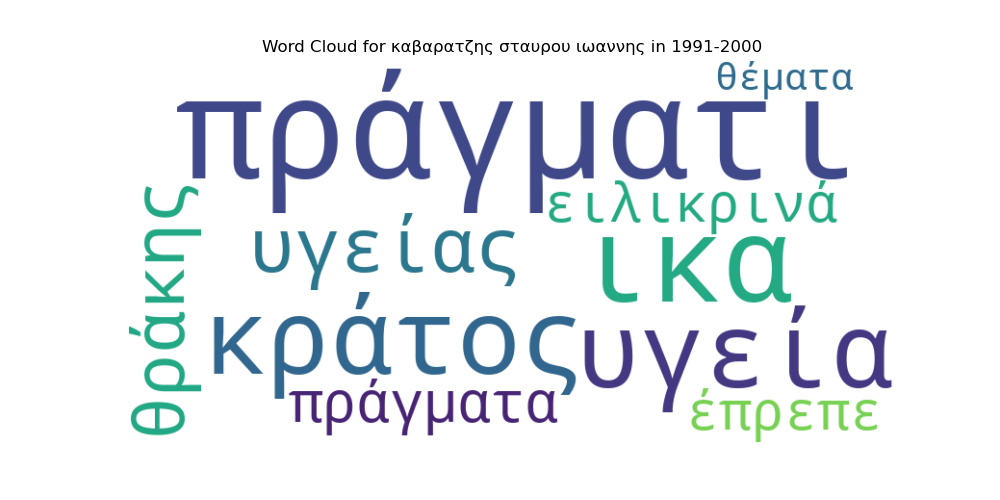 Word Cloud for καβαρατζης σταυρου ιωαννης in 1991-2000
θέματα
πράγματι
ειλικρινά
θράκης
υγείας
ικα
κράτος
υγεία
πράγματα
έπρεπε